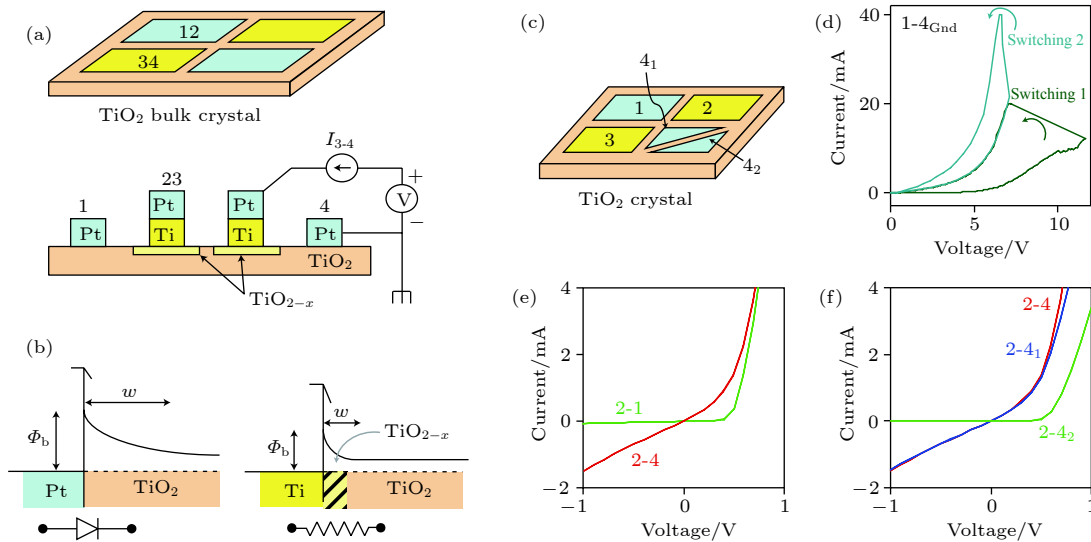 (a)
12
34
TiO2 bulk crystal
I3-4
23
1
Pt
Pt
4
+
V
−
Pt
Ti
Ti
Pt
TiO2
TiO2−x
(b)
w
Φb
Pt
TiO2
w
TiO2−x
Φb
Ti
TiO2
(c)
41
1
2
3
42
TiO2 crystal
(d)
1-4Gnd
Switching 2
Switching 1
Current/mA
40
20
0
0
5
10
Voltage/V
(e)
Current/mA
4
2
0
−2
2-1
2-4
−1
0
1
Voltage/V
(f)
Current/mA
4
2
0
−2
2-4
2-41
2-42
−1
0
1
Voltage/V